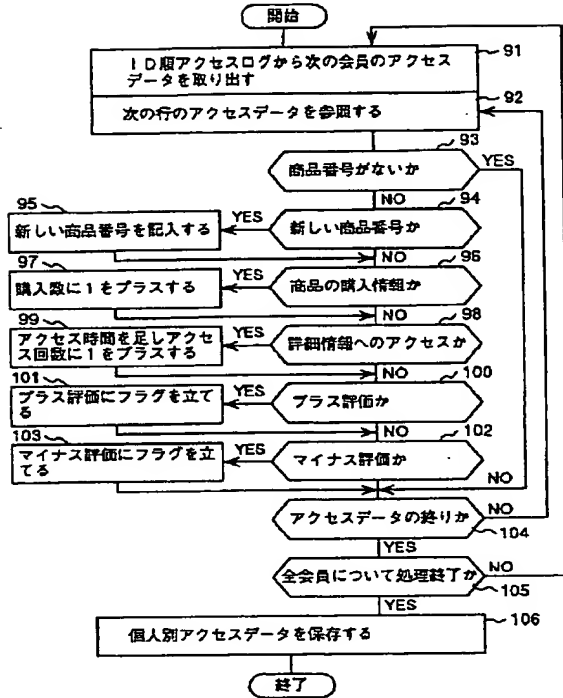 開始
91
ＩＤ順アクセスログから次の会員のアクセス
データを取り出す
92
次の行のアクセスデータを参照する
93
商品番号がないか
YES
NO
94
新しい商品番号か
YES
95
新しい商品番号を記入する
NO
96
商品の購入情報か
YES
97
購入数に１をプラスする
NO
98
詳細情報へのアクセスか
YES
99
アクセス時間を足しアクセ
ス回数に１をプラスする
NO
100
プラス評価か
YES
101
プラス評価にフラグを立て
る
NO
102
マイナス評価か
YES
103
マイナス評価にフラグを立
てる
NO
アクセスデータの終りか
NO
104
YES
全会員について処理終了か
NO
105
YES
106
個人別アクセスデータを保存する
終了